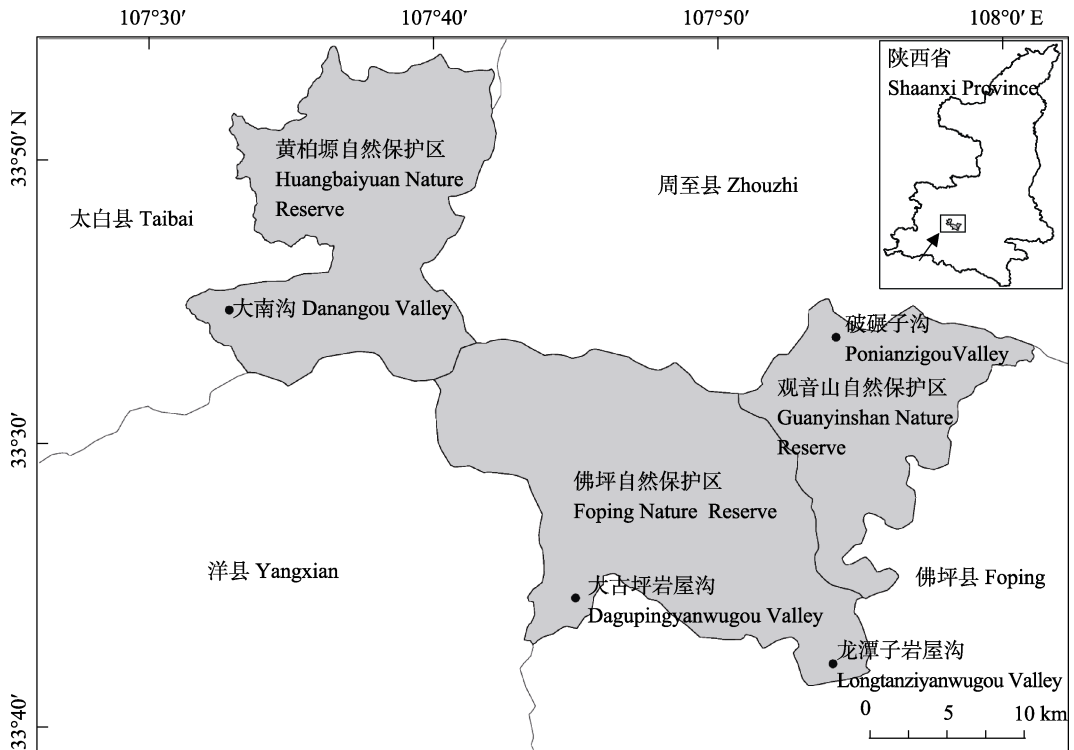 107°30′
107°40′
107°50′
108°0′ E
陕西省
Shaanxi Province
33°50′ N
黄柏塬自然保护区
Huangbaiyuan Nature
Reserve
周至县 Zhouzhi
太白县 Taibai
大南沟 Danangou Valley
破碾子沟
PonianzigouValley
观音山自然保护区
Guanyinshan Nature
Reserve
33°30′
佛坪自然保护区
Foping Nature Reserve
洋县 Yangxian
佛坪县 Foping
大古坪岩屋沟
Dagupingyanwugou Valley
龙潭子岩屋沟
Longtanziyanwugou Valley
33°40′
0 5 10 km